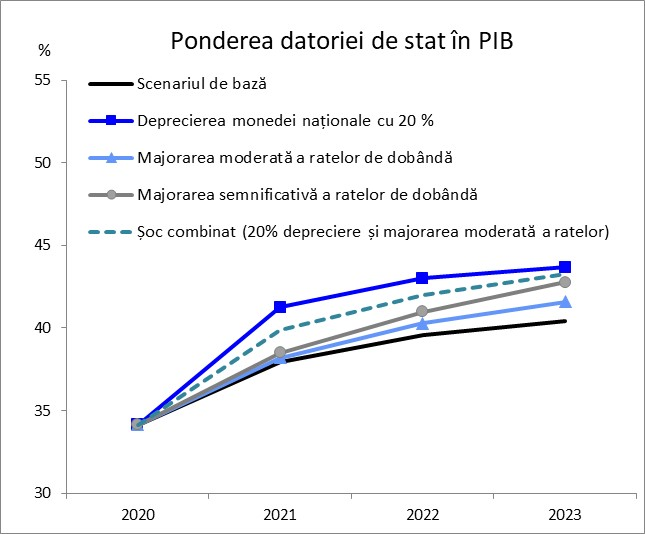 Ponderea datoriei de stat în PIB
%
55
50
45
40
35
30
Scenariul de bază
Deprecierea monedei naționale cu 20 %
Majorarea moderată a ratelor de dobândă
Majorarea semnificativă a ratelor de dobândă
Șoc combinat (20% depreciere și majorarea moderată a ratelor)
2020 2021 2022 2023